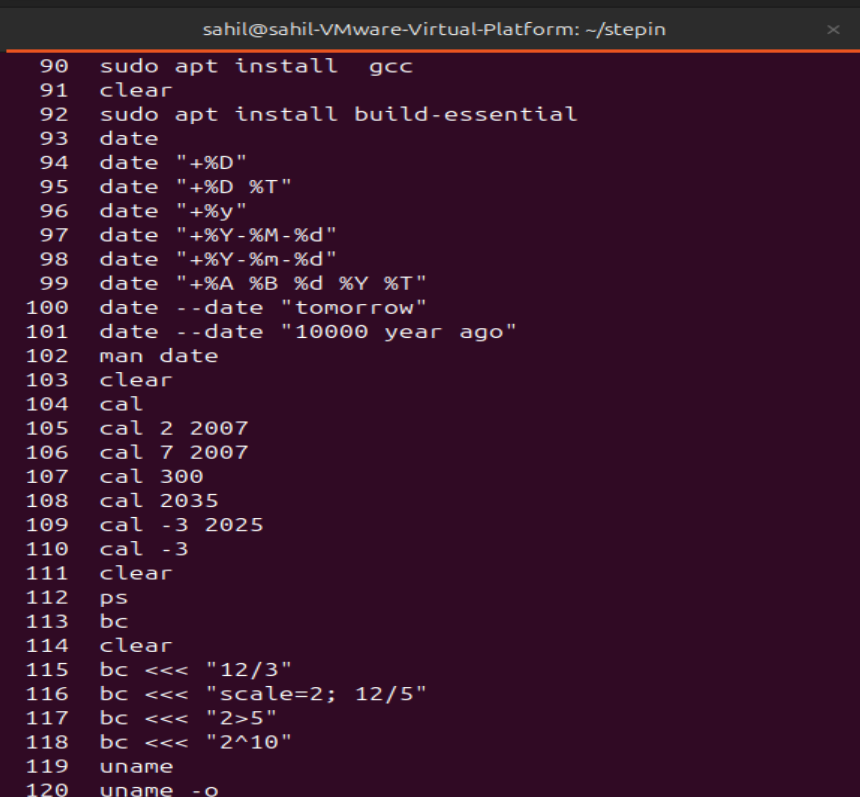 sahil@sahil-VMware-Virtual-Platform: ~/stepin ×
90 sudo apt install  gcc
91 clear
92 sudo apt install build-essential
93 date
94 date "+%D"
95 date "+%D %T"
96 date "+%y"
97 date "+%Y-%M-%d"
98 date "+%Y-%m-%d"
99 date "+%A %B %d %Y %T"
100 date --date "tomorrow"
101 date --date "10000 year ago"
102 man date
103 clear
104 cal
105 cal 2 2007
106 cal 7 2007
107 cal 300
108 cal 2035
109 cal -3 2025
110 cal -3
111 clear
112 ps
113 bc
114 clear
115 bc <<< "12/3"
116 bc <<< "scale=2; 12/5"
117 bc <<< "2>5"
118 bc <<< "2^10"
119 uname
120 uname -o